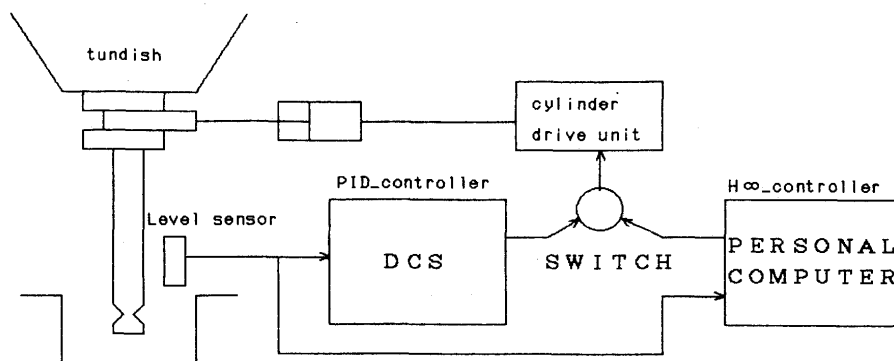 tundish
cylinder
drive unit
PID_controller
H∞_controller
Level sensor
DCS
SWITCH
PERSONAL
COMPUTER